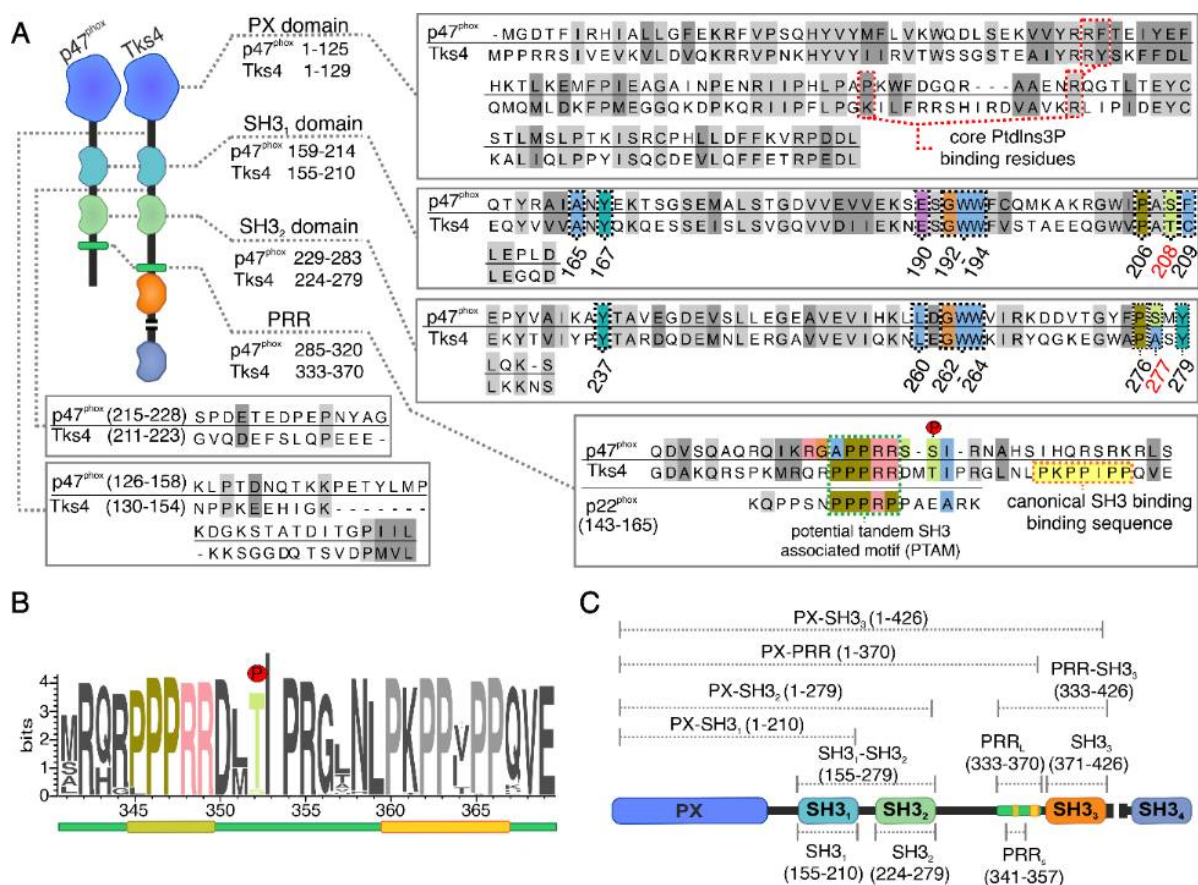 A
p47phox
Tks4
PX domain
p47phox 1-125
Tks4 1-129
SH31 domain
p47phox 159-214
Tks4 155-210
SH32 domain
p47phox 229-283
Tks4 224-279
PRR
p47phox 285-320
Tks4 333-370
p47phox -MGDTFIRHIALLGFEKRFVPSQHYVYMFLVKWQDLSEKVVYRRFTEIYEF
Tks4 MPPRRSIVEVKVLDVQKRRVPNKHYVYIIRVTWSSGSTEAIYRRYSKFFDL
HKTLKEMFPIEAGAINPENRIIPHLPAPKWFDGQR---AAENRQGTLTEYC
QMQMLDKFPMEGGQKDPKQRIIPFLPGKILFRRSHIRDVAVKRLIPIDEYC
STLMSLPTKISRCPHLLDFFKVRPDDL
KALIQLPPYISQCDEVLQFFETRPEDL
core PtdIns3P
binding residues
p47phox QTYRAIANYEKTSGSEMALSTGDVVEVVEKSESGWWFCQMKAKRGWIPASF
Tks4 EQYVVVANYQKQESSEISLSVGQVVDIIEKNESGWWFVSTAEEQGWVPATC
LEPLD
LEGQD
165 167 190 192 - 194 206 208 209
p47phox EPYVAIKAYTAVEGDEVSLLEGEAVEVIHKLLDGWWVIRKDDVTGYFPSMY
Tks4 EKYTVIYPYTARDQDEMNLERGAVVEVIQKNLEGWWKIRYQGKEGWAPASY
LQK-S
LKKNS
237 260 262 - 264 276 277 279
p47phox (215-228) SPDETEDPEPNYAG
Tks4 (211-223) GVQDEFSLQPEEE-
p47phox (126-158) KLPTDNQTKKPETYLMP
Tks4 (130-154) NPPKEEHIGK-------
KDGKSTATDITGPIIL
-KKSGGDQTSVDPMVL
P
p47phox QDVSQAQRQIKRGAPPRRS-SI-RNAHSIHQRSRKRLS
Tks4 GDAKQRSPKMRQRPPPRRDMTIPRGLNLPKPPIPPQVE
p22phox KQPPSNPPPRPPAEARK
(143-165)
potential tandem SH3
associated motif (PTAM)
canonical SH3 binding
binding sequence
B
bits
4
3
2
1
0
P
RQRPPPRRDLTIPRGLNLPKPPVPPQVE
345 350 355 360 365
C
PX-SH33 (1-426)
PX-PRR (1-370)
PRR-SH33
(333-426)
PX-SH32 (1-279)
PX-SH31 (1-210)
SH31-SH32
(155-279)
PRRL
(333-370)
SH33
(371-426)
PX SH31 SH32 SH33 SH34
SH31
(155-210)
SH32
(224-279)
PRRs
(341-357)